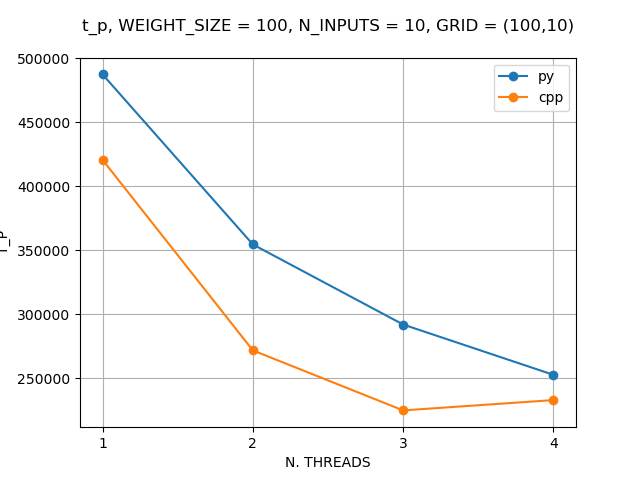 t_p, WEIGHT_SIZE = 100, N_INPUTS = 10, GRID = (100,10)
py
cpp
500000
450000
400000
350000
300000
250000
T_P
1 2 3 4
N. THREADS